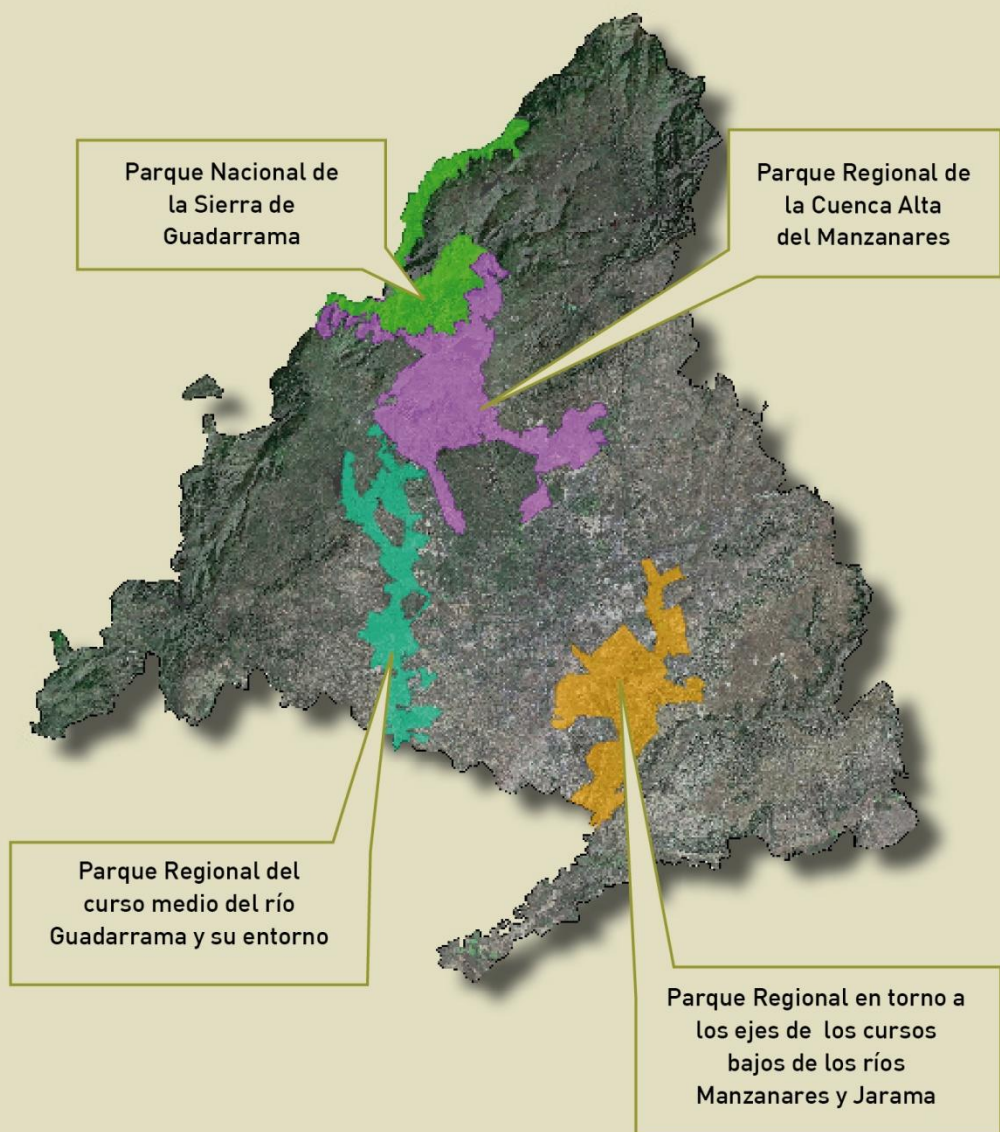 Parque Nacional de
la Sierra de
Guadarrama
Parque Regional de
la Cuenca Alta
del Manzanares
Parque Regional del
curso medio del río
Guadarrama y su entorno
Parque Regional en torno a
los ejes de los cursos
bajos de los ríos
Manzanares y Jarama